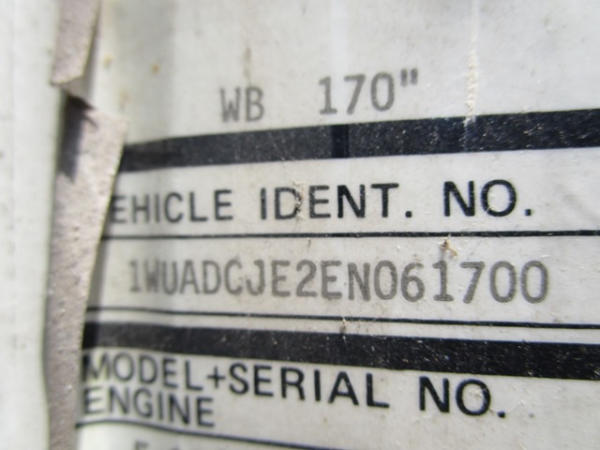 WB 170"
EHICLE IDENT. NO.
1WUADCJE2EN061700
MODEL+SERIAL NO.
ENGINE